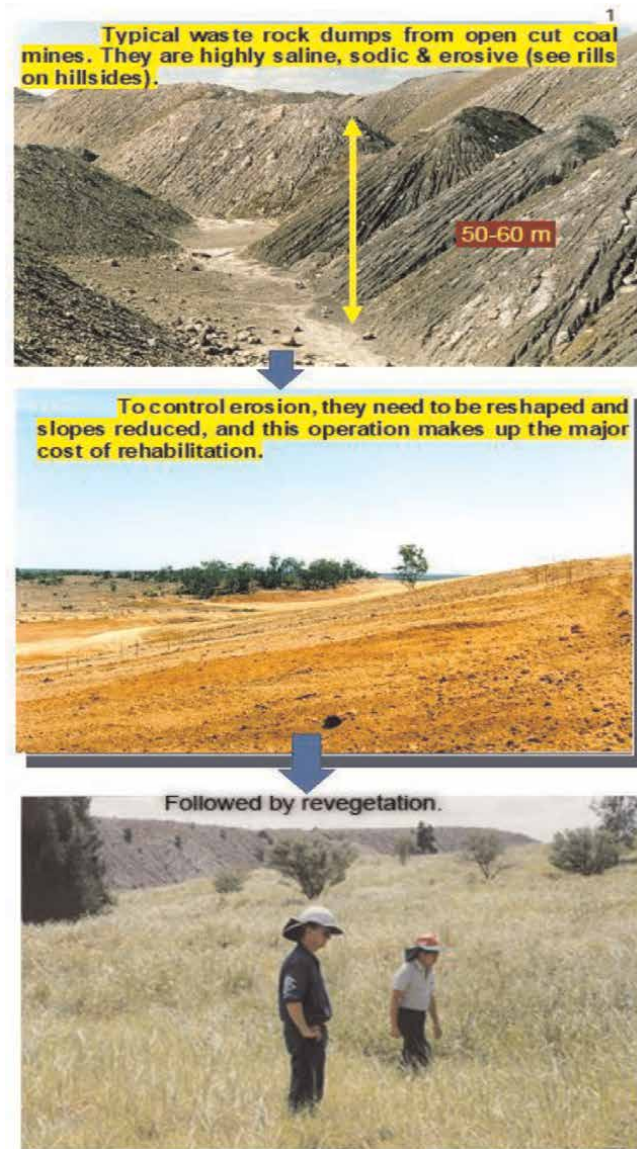 1
Typical waste rock dumps from open cut coal
mines. They are highly saline, sodic & erosive (see rills
on hillsides).
50-60 m
To control erosion, they need to be reshaped and
slopes reduced, and this operation makes up the major
cost of rehabilitation.
Followed by revegetation.